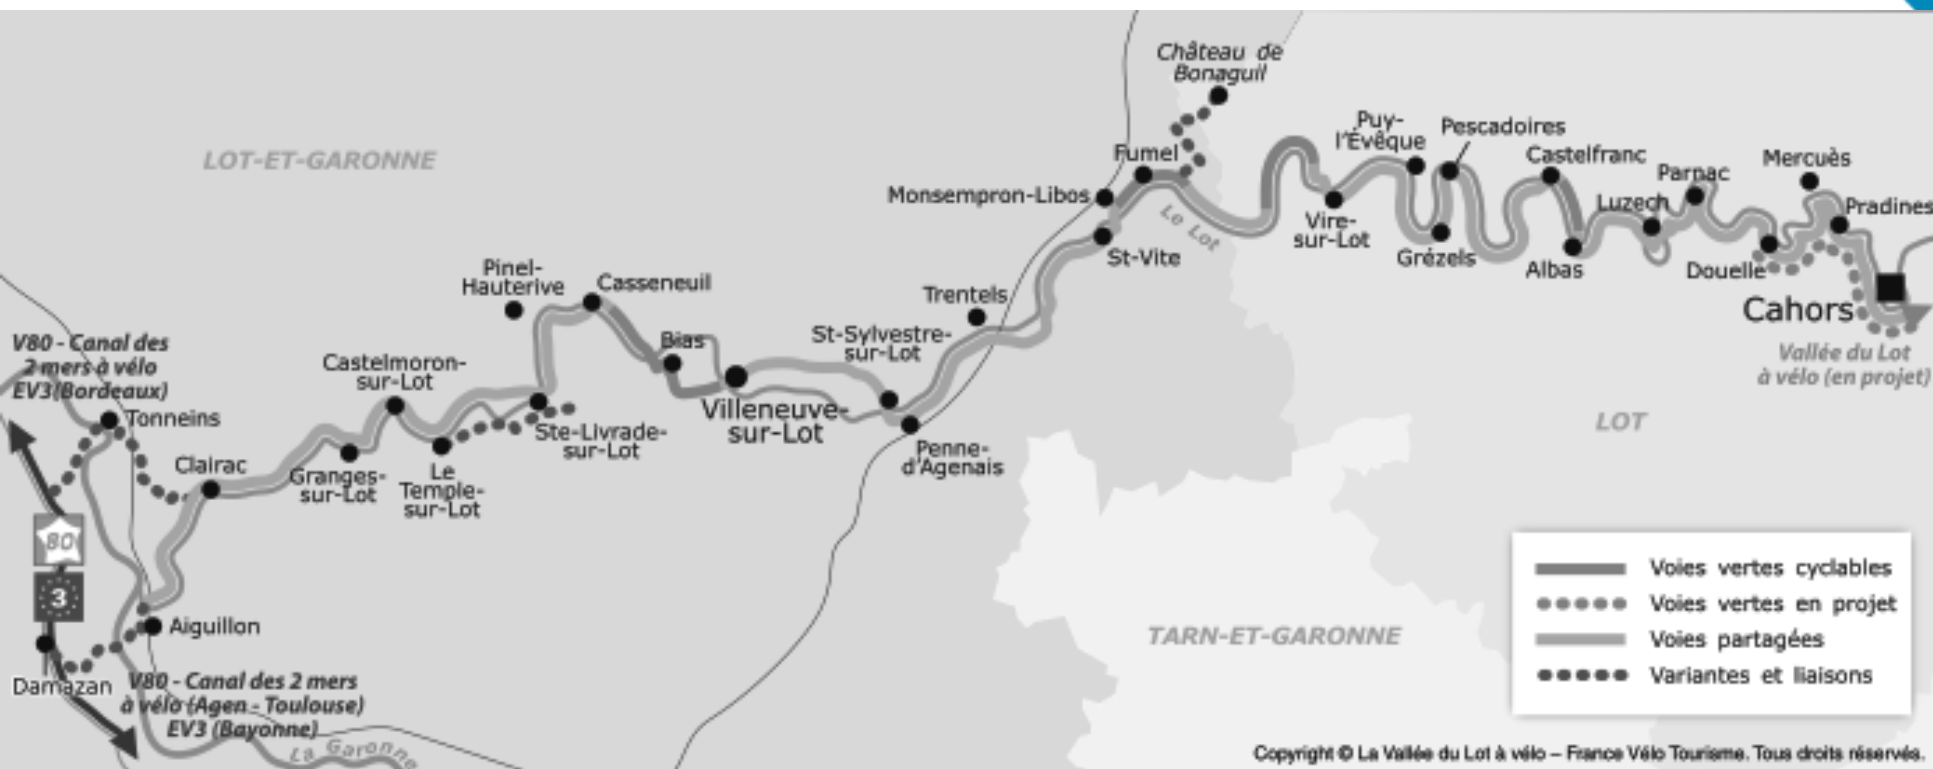 Château de
Bonaguil
LOT-ET-GARONNE
Fumel
Monsempron-Libos
Le Lot
St-Vite
Puy-
l'Évêque
Pescadoires
Castelfranc
Parnac
Mercuès
Luzech
Pradines
Vire-
sur-Lot
Grézels
Albas
Douelle
Cahors
Vallée du Lot
à vélo (en projet)
Pinel-
Hauterive
Casseneuil
Trentels
Bias
St-Sylvestre-
sur-Lot
V80 - Canal des
2 mers à vélo
EV3(Bordeaux)
Castelmoron-
sur-Lot
Tonneins
Villeneuve-
sur-Lot
Ste-Livrade-
sur-Lot
Penne-
d'Agenais
LOT
Clairac
Granges-
sur-Lot
Le
Temple-
sur-Lot
80
3
Aiguillon
Damazan
V80 - Canal des 2 mers
à vélo (Agen - Toulouse)
EV3 (Bayonne)
La Garonne
TARN-ET-GARONNE
Voies vertes cyclables
Voies vertes en projet
Voies partagées
Variantes et liaisons
Copyright © La Vallée du Lot à vélo – France Vélo Tourisme. Tous droits réservés.